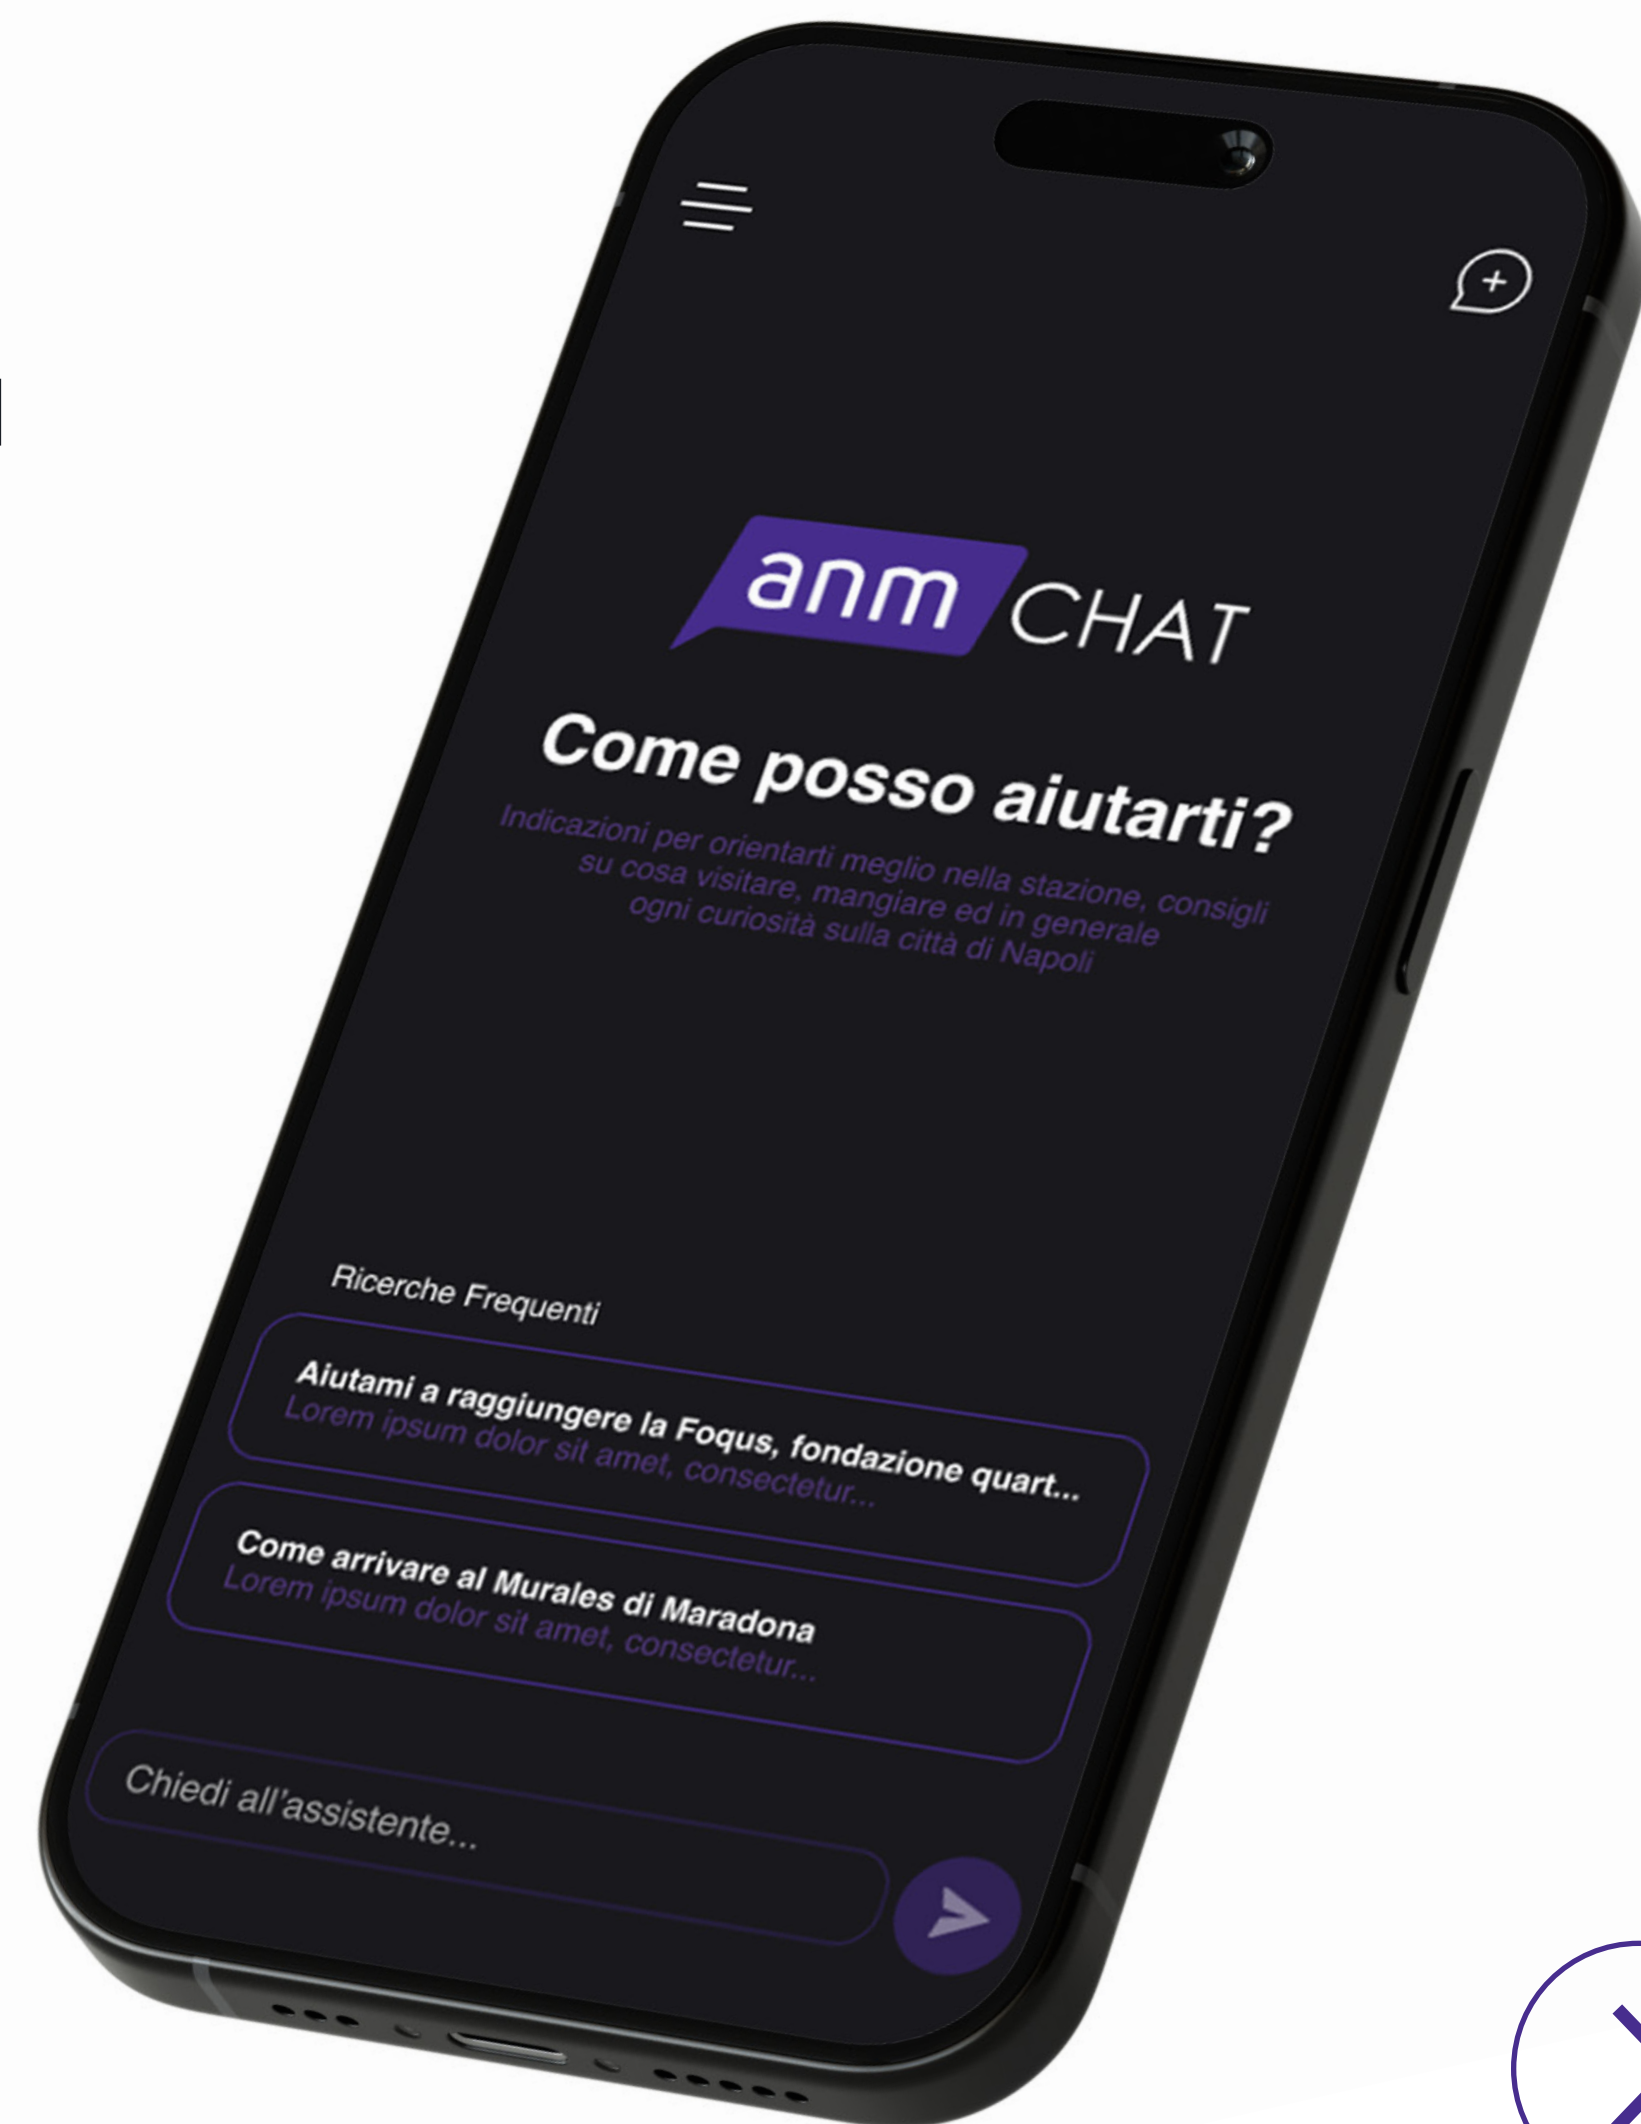 anm CHAT
Come posso aiutarti?
Indicazioni per orientarti meglio nella stazione, consigli
su cosa visitare, mangiare ed in generale
ogni curiosità sulla città di Napoli
Ricerche Frequenti
Aiutami a raggiungere la Foqus, fondazione quart...
Lorem ipsum dolor sit amet, consectetur...
Come arrivare al Murales di Maradona
Lorem ipsum dolor sit amet, consectetur...
Chiedi all'assistente...